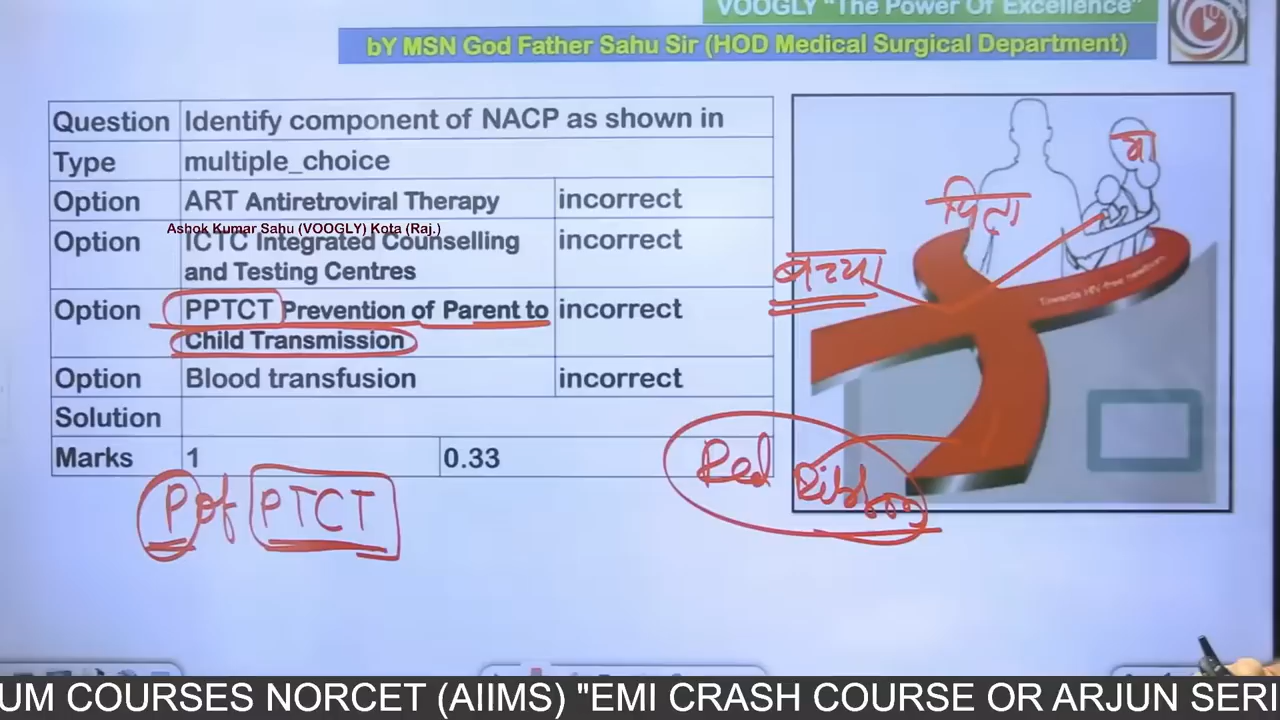 VOOGLY "The Power Of Excellence"
bY MSN God Father Sahu Sir (HOD Medical Surgical Department)
Question Identify component of NACP as shown in
Type multiple_choice
Option ART Antiretroviral Therapy incorrect
Ashok Kumar Sahu (VOOGLY) Kota (Raj.)
Option ICTC Integrated Counselling incorrect
and Testing Centres
Option PPTCT Prevention of Parent to incorrect
Child Transmission
Option Blood transfusion incorrect
Solution
Marks 1 0.33
P of PTCT
मा
पिता
बच्चा
Towards HIV-free newborn
Red Ribbon
UM COURSES NORCET (AIIMS) "EMI CRASH COURSE OR ARJUN SERI